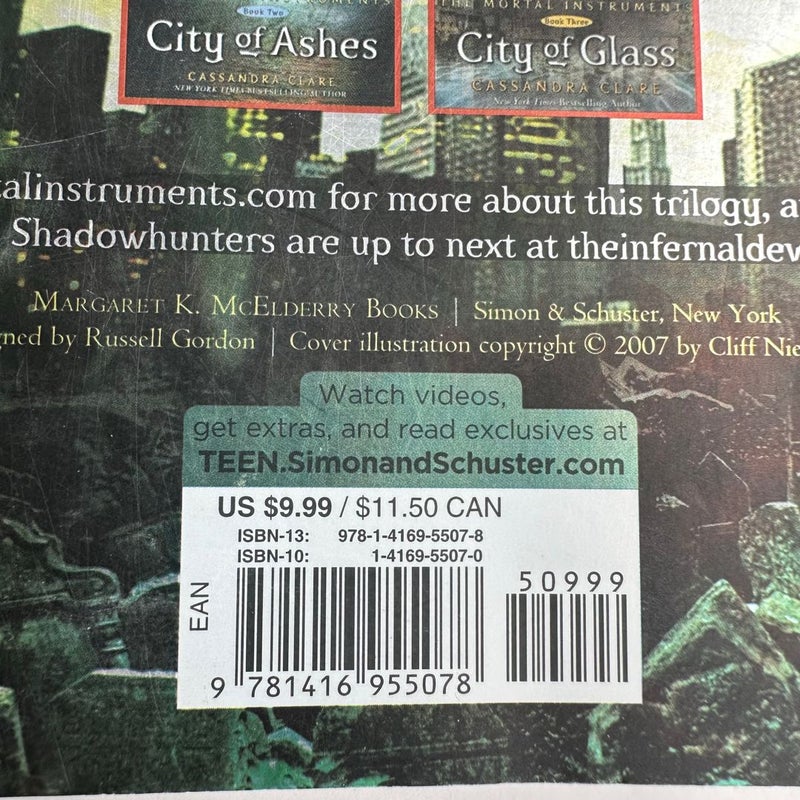 Book Two
City of Ashes
CASSANDRA CLARE
NEW YORK TIMES BESTSELLING AUTHOR
THE MORTAL INSTRUMENTS
Book Three
City of Glass
CASSANDRA CLARE
New York Times Bestselling Author
talinstruments.com for more about this trilogy, a
Shadowhunters are up to next at theinfernaldev
MARGARET K. MCELDERRY BOOKS | Simon & Schuster, New York
ned by Russell Gordon | Cover illustration copyright © 2007 by Cliff Nie
Watch videos,
get extras, and read exclusives at
TEEN.SimonandSchuster.com
US $9.99 / $11.50 CAN
ISBN-13: 978-1-4169-5507-8
ISBN-10: 1-4169-5507-0
EAN
50999
9 781416 955078